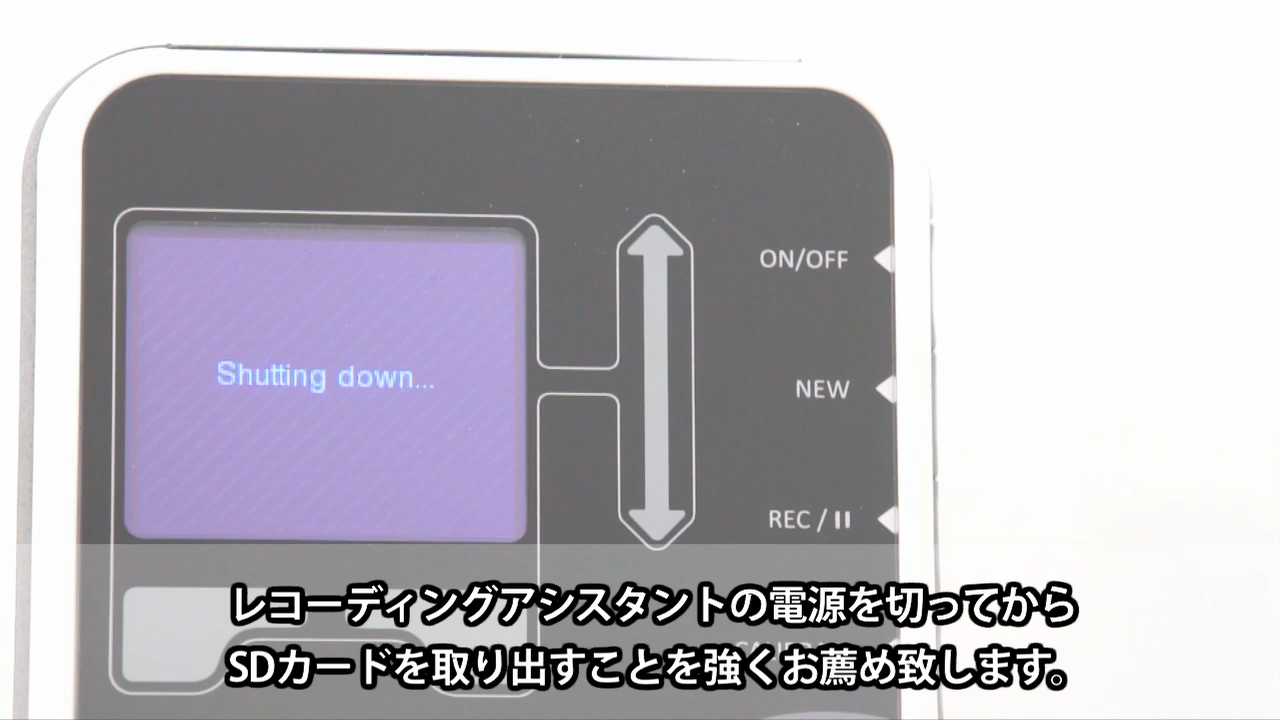 ON/OFF
Shutting down...
NEW
REC / II
レコーディングアシスタントの電源を切ってから
SDカードを取り出すことを強くお薦め致します。